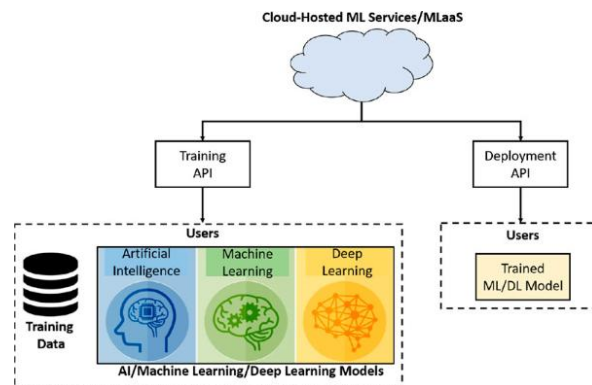 Cloud-Hosted ML Services/MLaaS
Training
API
Deployment
API
Users
Artificial
Intelligence
Machine
Learning
Deep
Learning
Training
Data
AI/Machine Learning/Deep Learning Models
Users
Trained
ML/DL Model